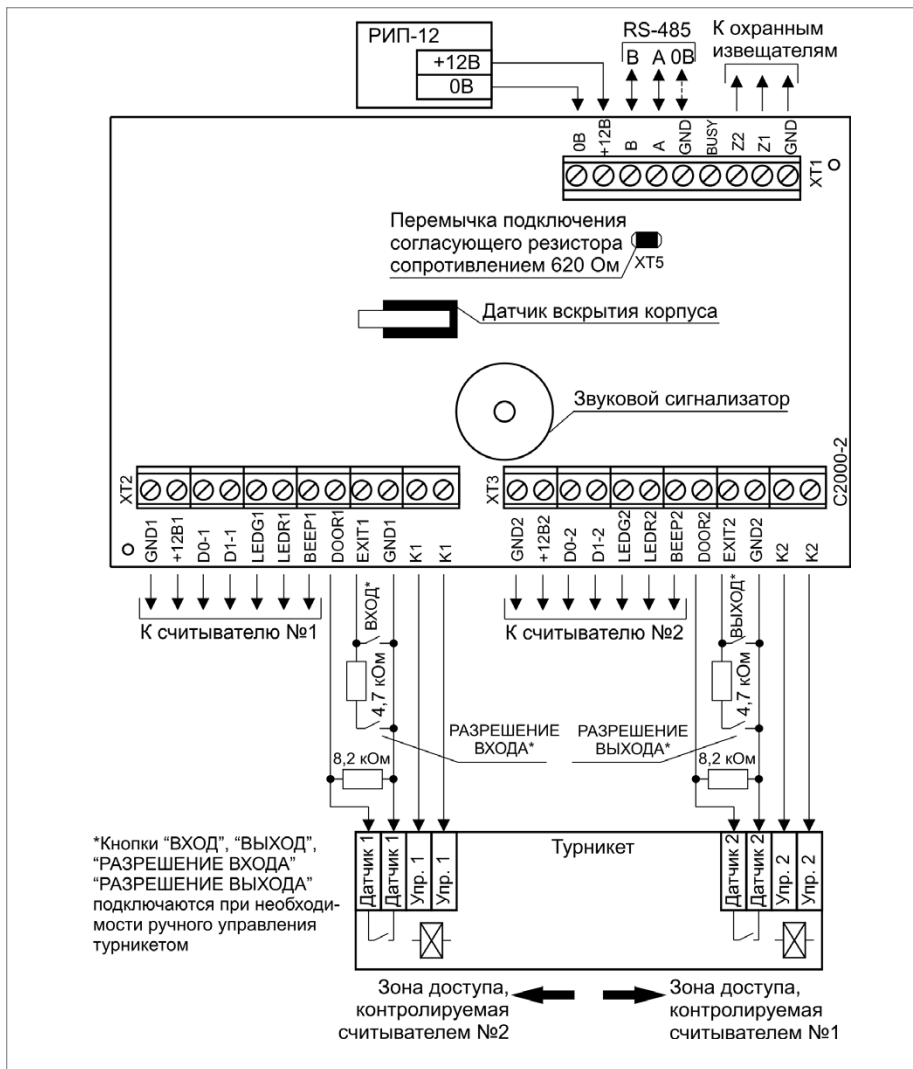 РИП-12
+12В
0В
RS-485
B A 0B
К охранным
извещателям
0В
+12В
B
A
GND
BUSY
Z2
Z1
GND
XT1
Перемычка подключения
согласующего резистора
сопротивлением 620 Ом
XT5
Датчик вскрытия корпуса
Звуковой сигнализатор
C2000-2
XT2
GND1
+12В1
D0-1
D1-1
LEDG1
LEDR1
BEEP1
DOOR1
EXIT1
GND1
K1
K1
XT3
GND2
+12В2
D0-2
D1-2
LEDG2
LEDR2
BEEP2
DOOR2
EXIT2
GND2
K2
K2
К считывателю №1
ВХОД*
4,7 кОм
РАЗРЕШЕНИЕ
ВХОДА*
8,2 кОм
К считывателю №2
ВЫХОД*
4,7 кОм
РАЗРЕШЕНИЕ
ВЫХОДА*
8,2 кОм
*Кнопки “ВХОД”, “ВЫХОД”,
“РАЗРЕШЕНИЕ ВХОДА”
“РАЗРЕШЕНИЕ ВЫХОДА”
подключаются при необходи-
мости ручного управления
турникетом
Датчик 1
Датчик 1
Упр. 1
Упр. 1
Турникет
Датчик 2
Датчик 2
Упр. 2
Упр. 2
Зона доступа,
контролируемая
считывателем №2
Зона доступа,
контролируемая
считывателем №1